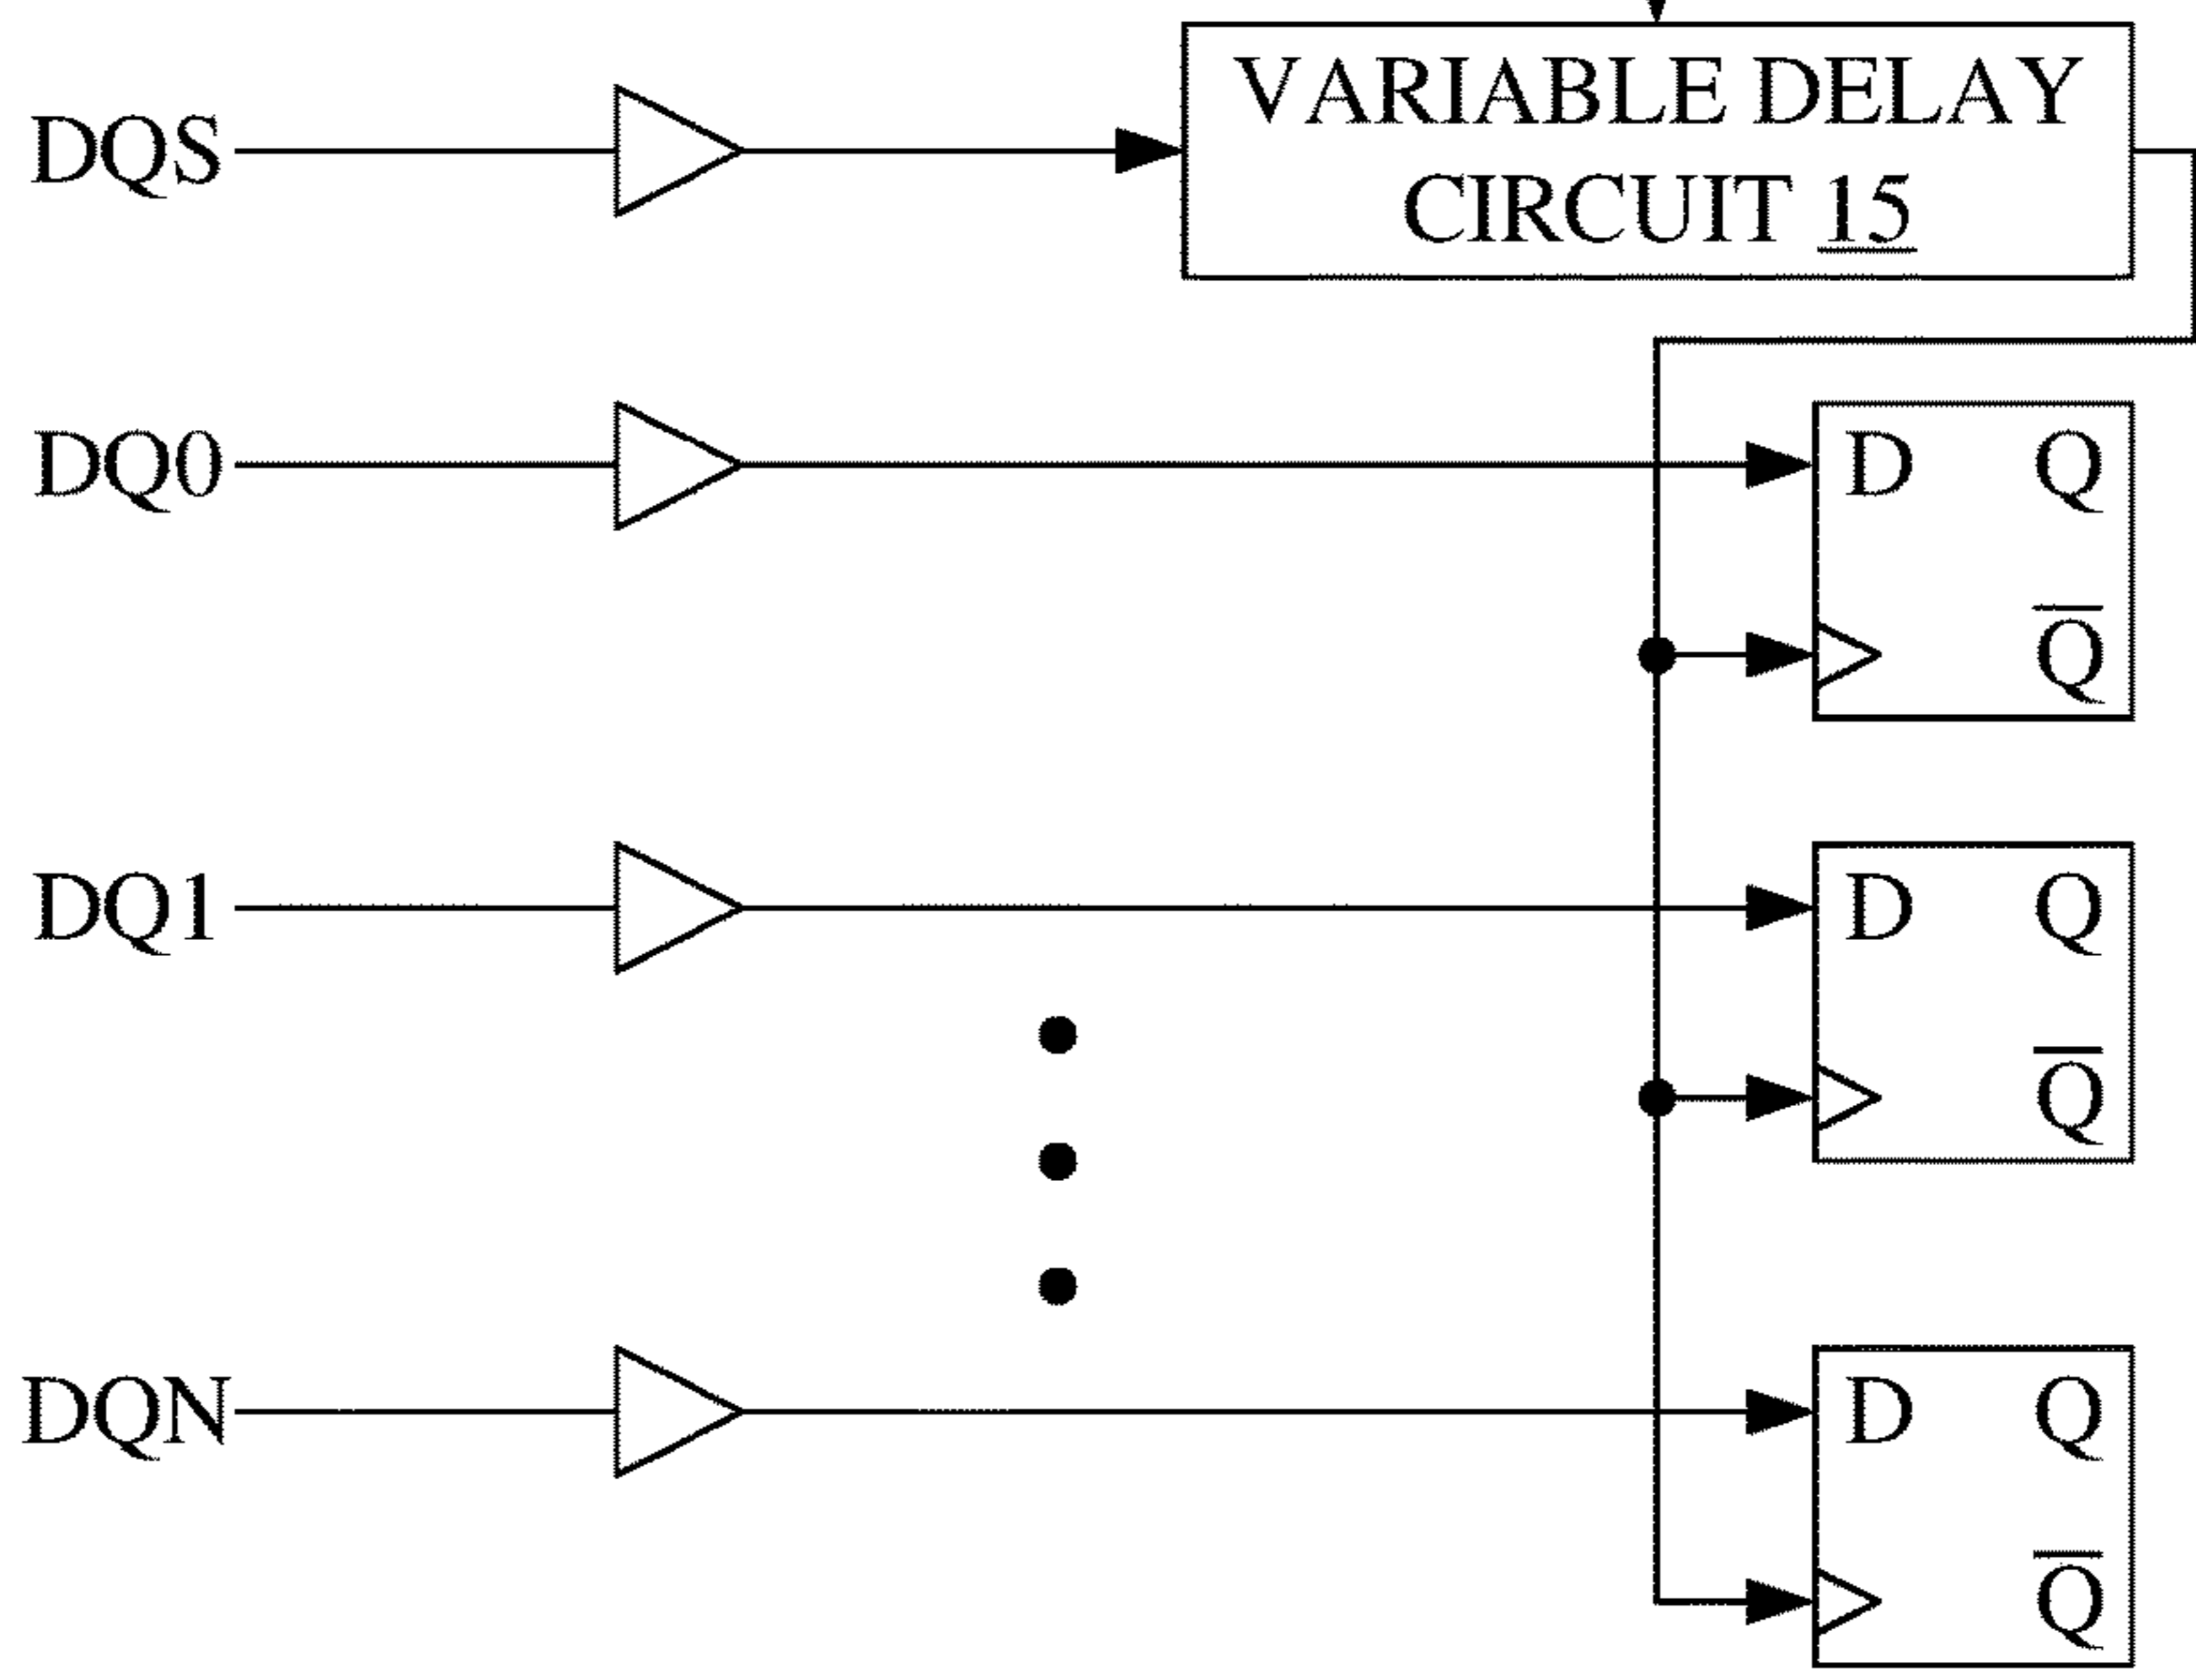 VARIABLE DELAY
CIRCUIT 15
DQS
DQ0
D Q
Q̅
DQ1
D Q
Q̅
DQN
D Q
Q̅